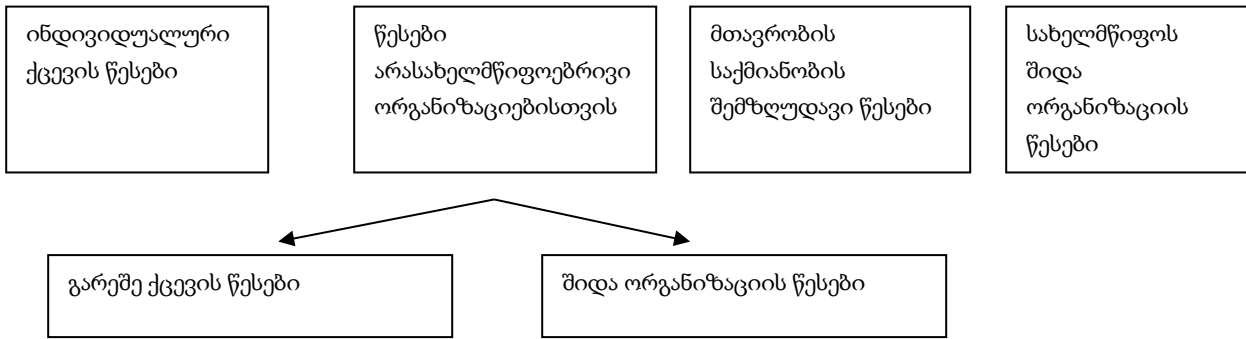 ინდივიდუალური
ქცევის წესები
წესები
არასახელმწიფოებრივი
ორგანიზაციებისთვის
მთავრობის
საქმიანობის
შემზღუდავი წესები
სახელმწიფოს
შიდა
ორგანიზაციის
წესები
გარეშე ქცევის წესები
შიდა ორგანიზაციის წესები